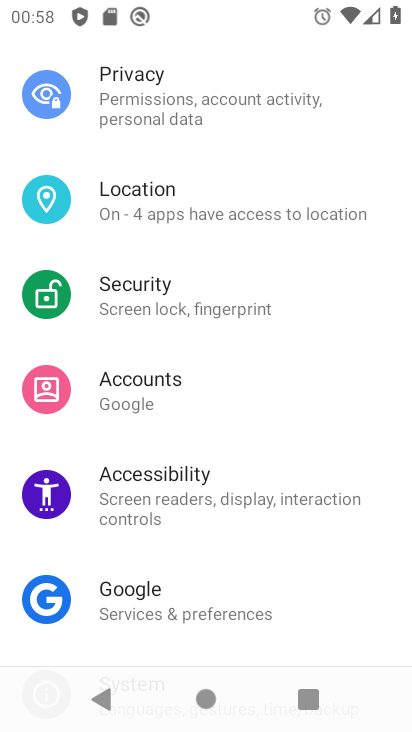 00:58
Privacy
Permissions, account activity,
personal data
Location
On - 4 apps have access to location
Security
Screen lock, fingerprint
Accounts
Google
Accessibility
Screen readers, display, interaction
controls
Google
Services & preferences
System
Languages, gestures, time, backup